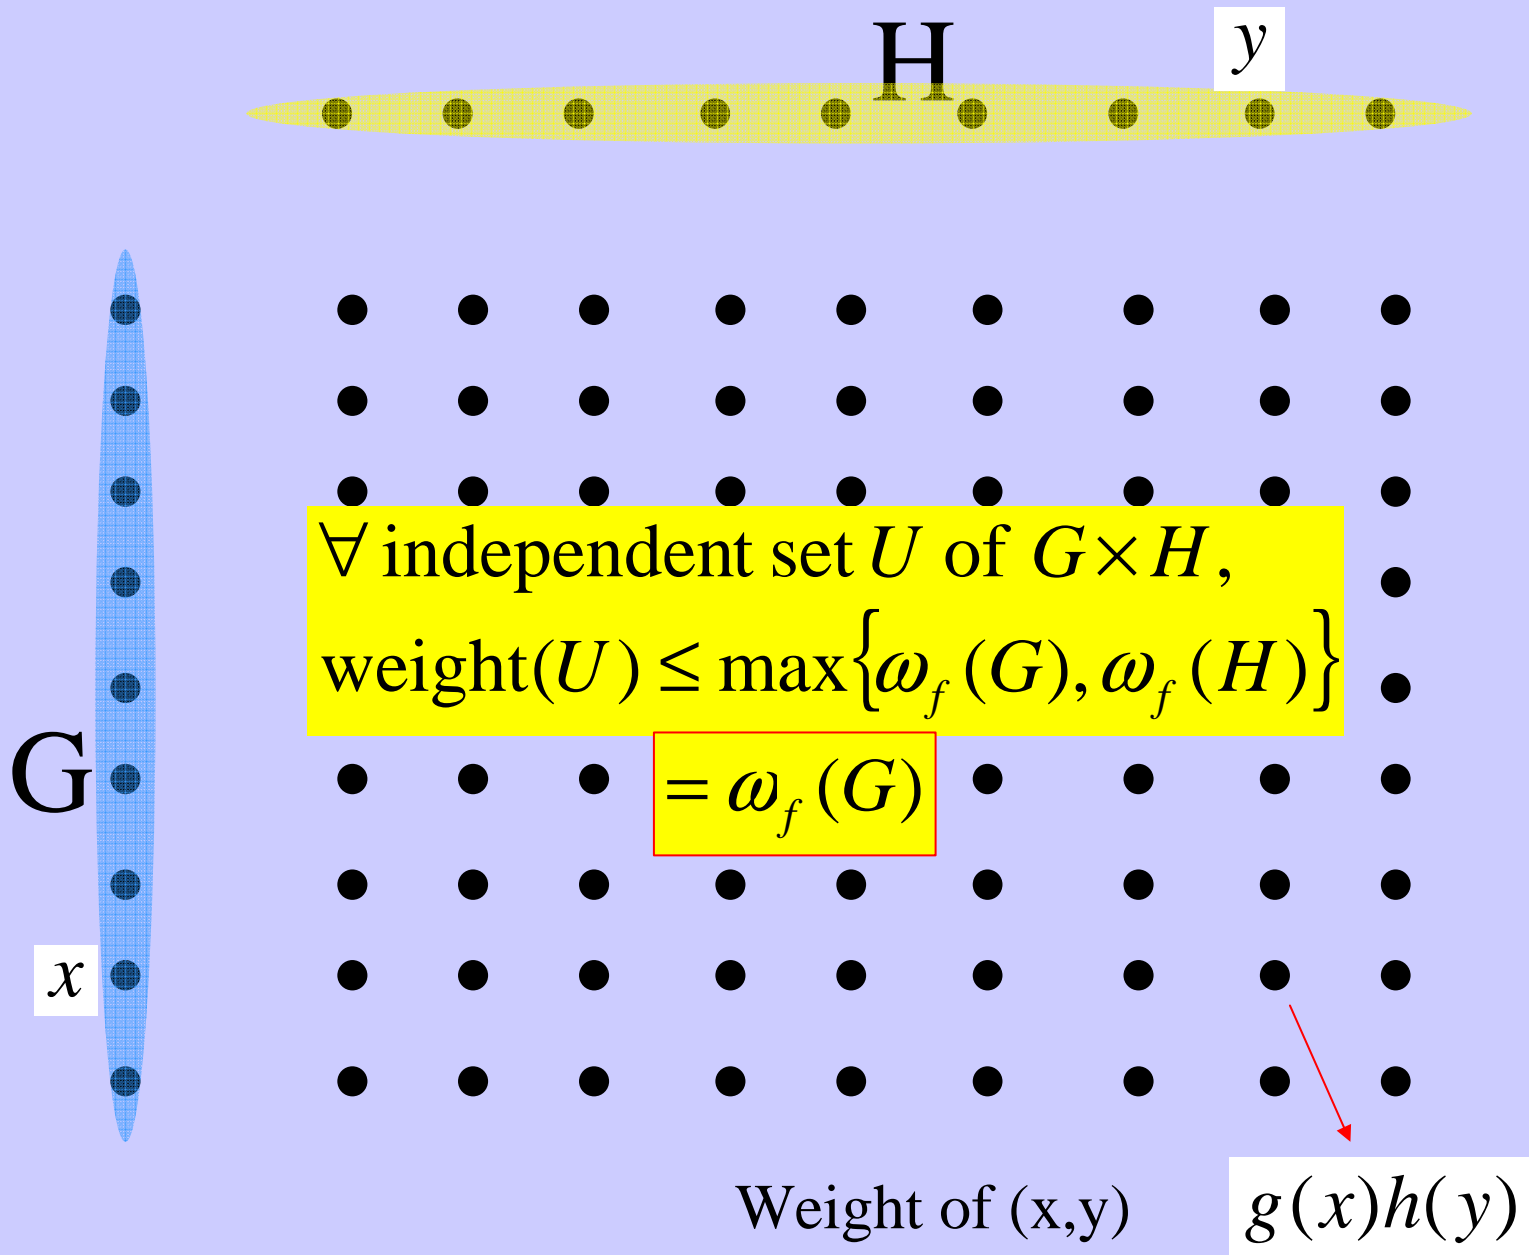 H
y
∀ independent set U of G×H,
weight(U) ≤ max{ω_f(G), ω_f(H)}
= ω_f(G)
G
x
Weight of (x,y)
g(x)h(y)